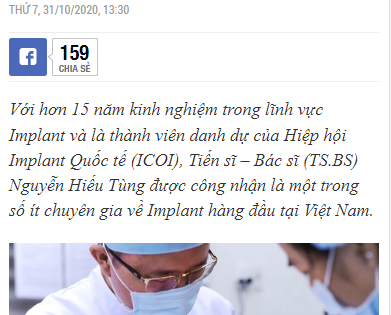 THỨ 7, 31/10/2020, 13:30
159
CHIA SẺ
Với hơn 15 năm kinh nghiệm trong lĩnh vực
Implant và là thành viên danh dự của Hiệp hội
Implant Quốc tế (ICOI), Tiến sĩ – Bác sĩ (TS.BS)
Nguyễn Hiếu Tùng được công nhận là một trong
số ít chuyên gia về Implant hàng đầu tại Việt Nam.